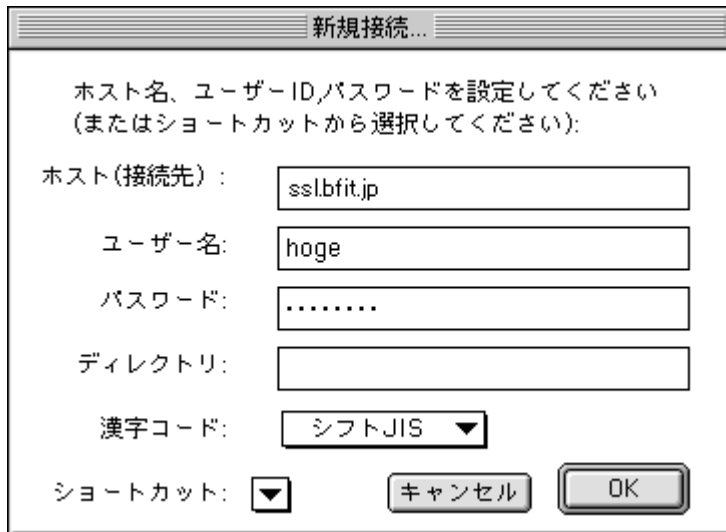 新規接続...
ホスト名、ユーザーID,パスワードを設定してください
(またはショートカットから選択してください):
ホスト(接続先) : ssl.bfit.jp
ユーザー名: hoge
パスワード: ••••••••
ディレクトリ:
漢字コード: シフトJIS ▼
ショートカット: ▼ キャンセル OK